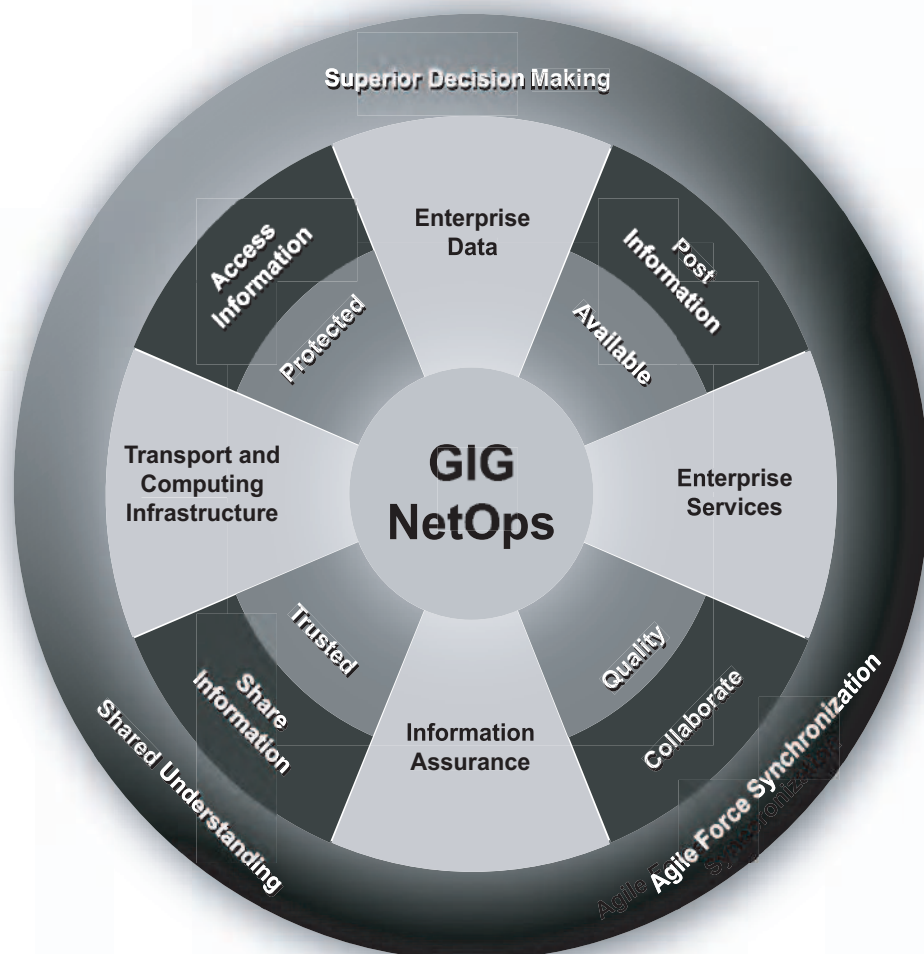 Superior Decision Making
Enterprise
Data
Access
Information
Post
Information
Protected
Available
GIG
NetOps
Transport and
Computing
Infrastructure
Enterprise
Services
Trusted
Quality
Share
Information
Collaborate
Information
Assurance
Shared Understanding
Agile Force Synchronization